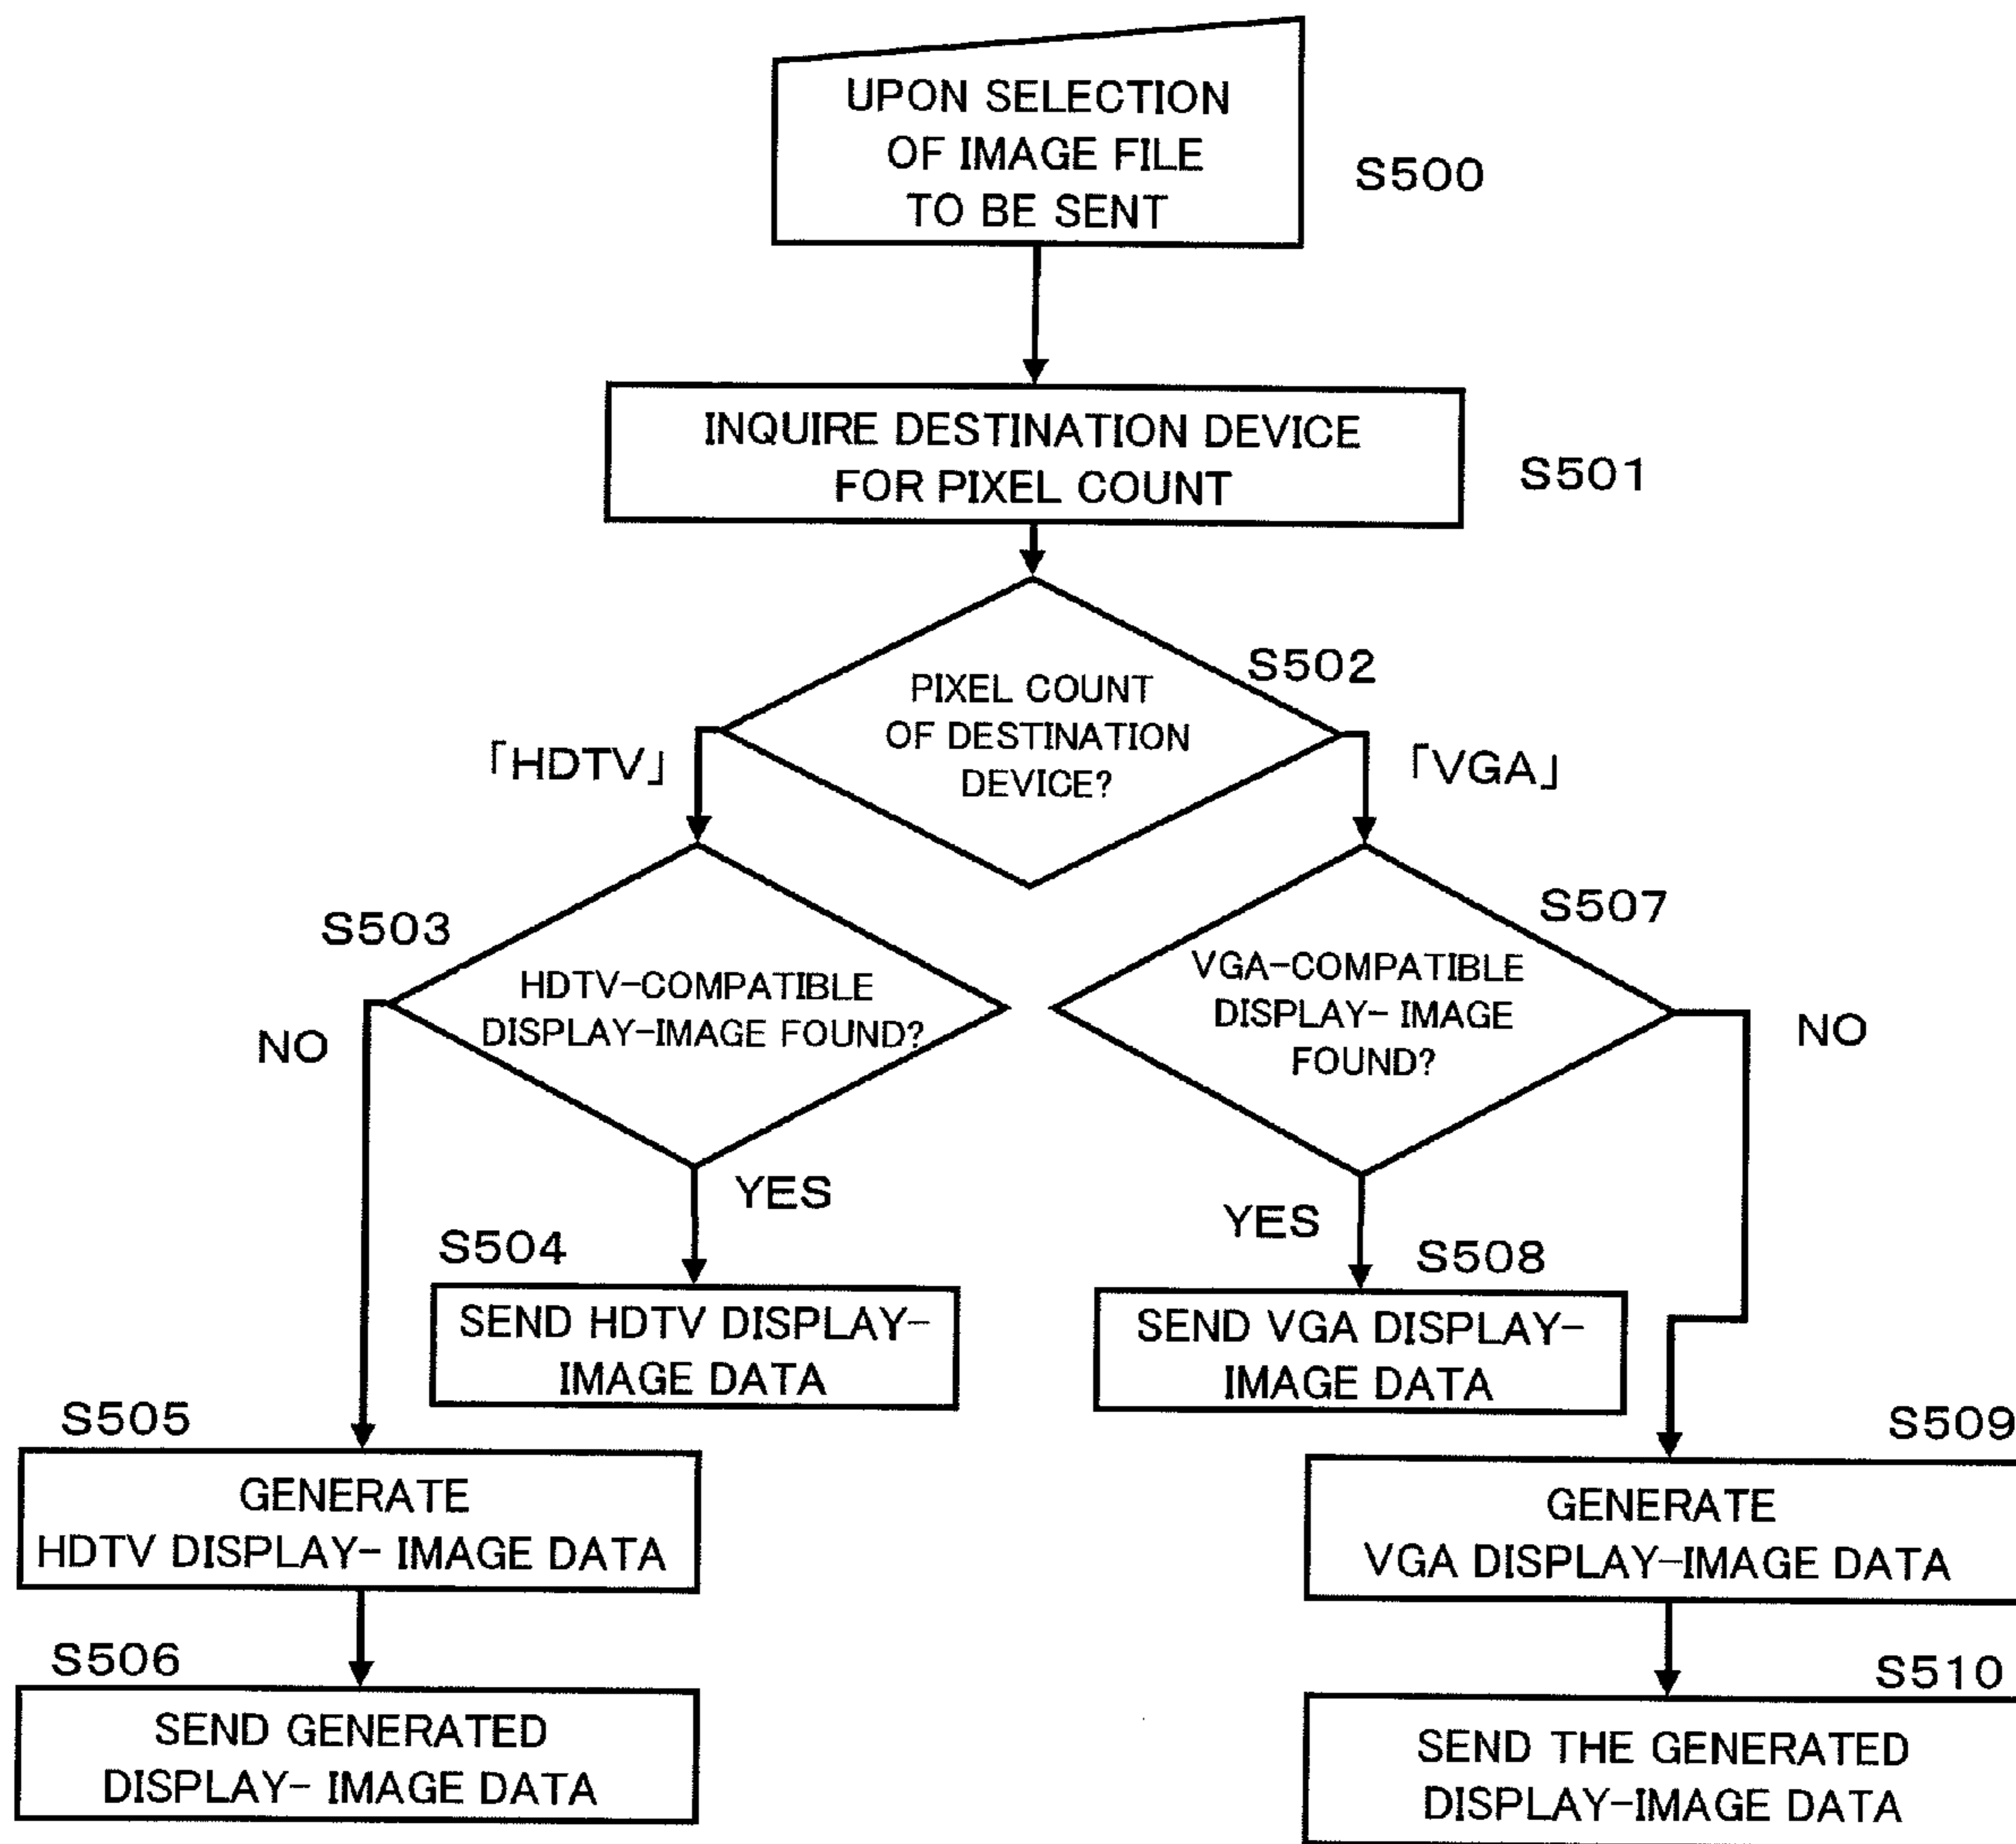 UPON SELECTION
OF IMAGE FILE
TO BE SENT
S500
INQUIRE DESTINATION DEVICE
FOR PIXEL COUNT
S501
S502
PIXEL COUNT
OF DESTINATION
DEVICE?
「HDTV」
「VGA」
S503
HDTV-COMPATIBLE
DISPLAY-IMAGE FOUND?
NO
YES
S507
VGA-COMPATIBLE
DISPLAY- IMAGE
FOUND?
NO
YES
S504
SEND HDTV DISPLAY-
IMAGE DATA
S508
SEND VGA DISPLAY-
IMAGE DATA
S505
GENERATE
HDTV DISPLAY- IMAGE DATA
S509
GENERATE
VGA DISPLAY-IMAGE DATA
S506
SEND GENERATED
DISPLAY- IMAGE DATA
S510
SEND THE GENERATED
DISPLAY-IMAGE DATA